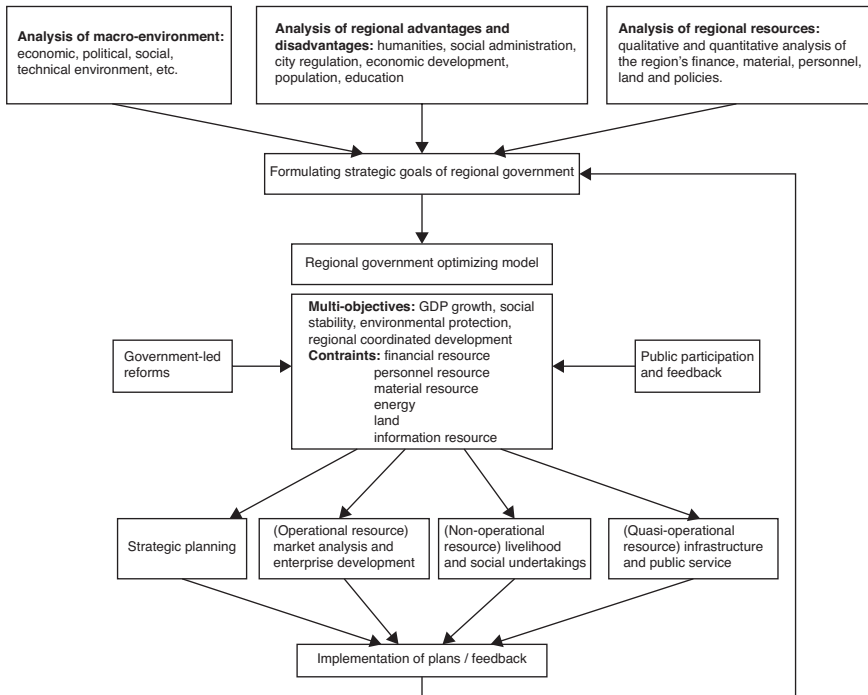 Analysis of macro-environment:
economic, political, social,
technical environment, etc.
Analysis of regional advantages and
disadvantages: humanities, social administration,
city regulation, economic development,
population, education
Analysis of regional resources:
qualitative and quantitative analysis of
the region's finance, material, personnel,
land and policies.
Formulating strategic goals of regional government
Regional government optimizing model
Multi-objectives: GDP growth, social
stability, environmental protection,
regional coordinated development
Contraints: financial resource
personnel resource
material resource
energy
land
information resource
Government-led
reforms
Public participation
and feedback
Strategic planning
(Operational resource)
market analysis and
enterprise development
(Non-operational
resource) livelihood
and social undertakings
(Quasi-operational
resource) infrastructure
and public service
Implementation of plans / feedback